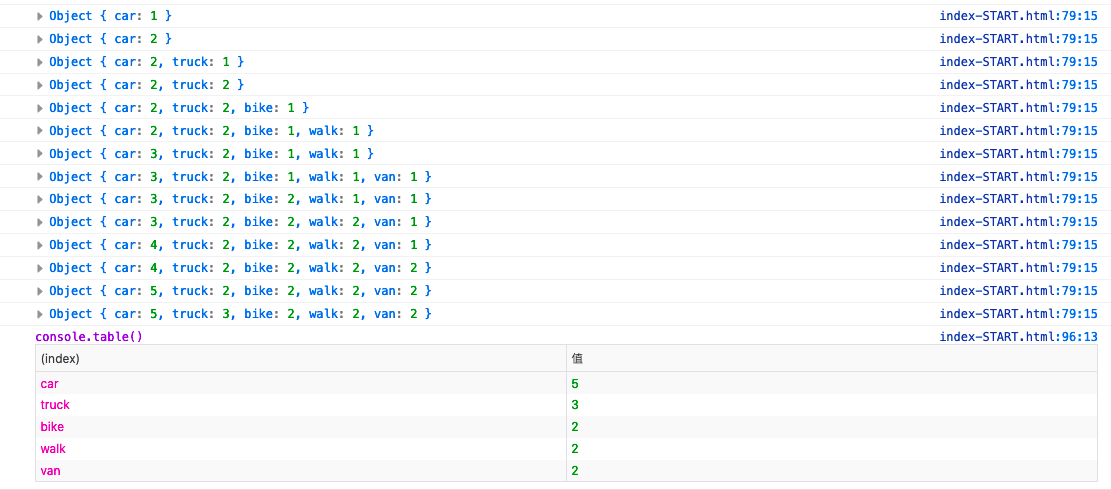 Object { car: 1 } index-START.html:79:15
Object { car: 2 } index-START.html:79:15
Object { car: 2, truck: 1 } index-START.html:79:15
Object { car: 2, truck: 2 } index-START.html:79:15
Object { car: 2, truck: 2, bike: 1 } index-START.html:79:15
Object { car: 2, truck: 2, bike: 1, walk: 1 } index-START.html:79:15
Object { car: 3, truck: 2, bike: 1, walk: 1 } index-START.html:79:15
Object { car: 3, truck: 2, bike: 1, walk: 1, van: 1 } index-START.html:79:15
Object { car: 3, truck: 2, bike: 2, walk: 1, van: 1 } index-START.html:79:15
Object { car: 3, truck: 2, bike: 2, walk: 2, van: 1 } index-START.html:79:15
Object { car: 4, truck: 2, bike: 2, walk: 2, van: 1 } index-START.html:79:15
Object { car: 4, truck: 2, bike: 2, walk: 2, van: 2 } index-START.html:79:15
Object { car: 5, truck: 2, bike: 2, walk: 2, van: 2 } index-START.html:79:15
Object { car: 5, truck: 3, bike: 2, walk: 2, van: 2 } index-START.html:79:15
console.table() index-START.html:96:13
(index) 值
car 5
truck 3
bike 2
walk 2
van 2